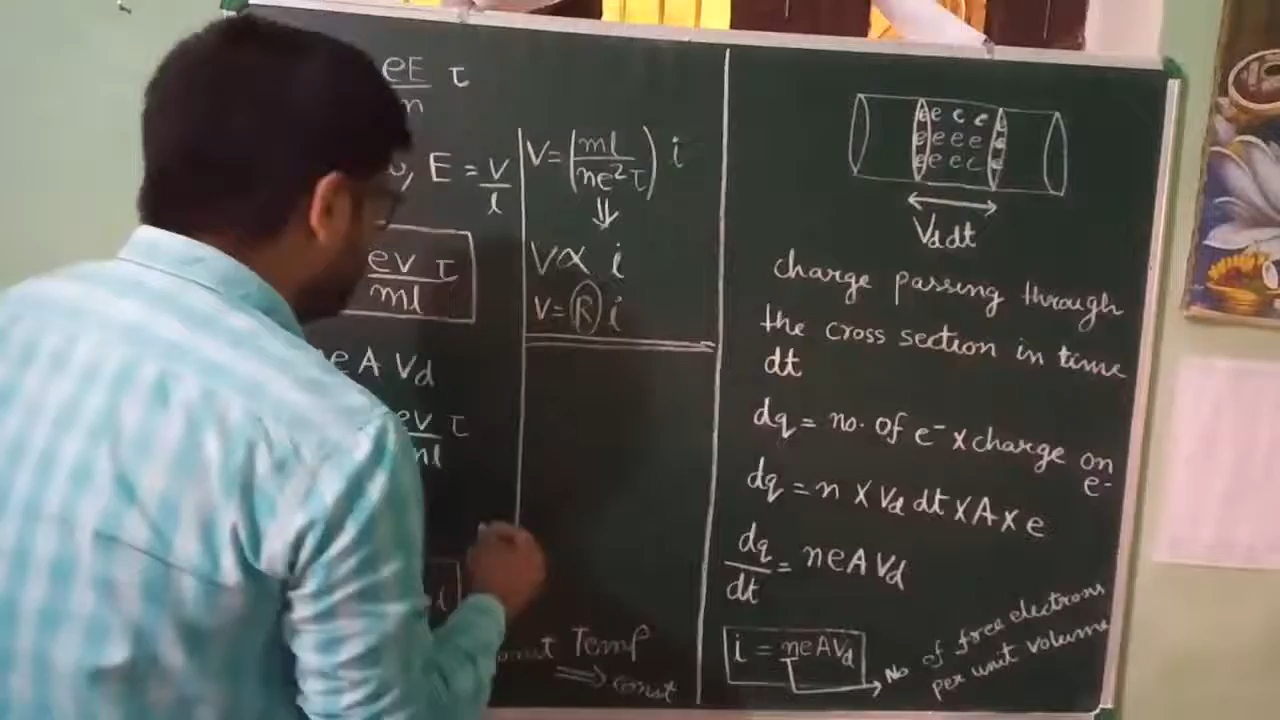 eE/m τ
, E = V/l
eV τ/ml
eAVd
eV/ml τ
l
Temp
⟹ const
V=(ml/ne²τ) i
⇓
V∝ i
V=(R)i
e e e e e
e e e e e
e e e e e
Vd dt
charge passing through
the cross section in time
dt
dq = no. of e⁻ x charge on
e⁻
dq = n X Vd dt x A x e
dq/dt = neA Vd
i = neAVd
No of free electrons
per unit volume